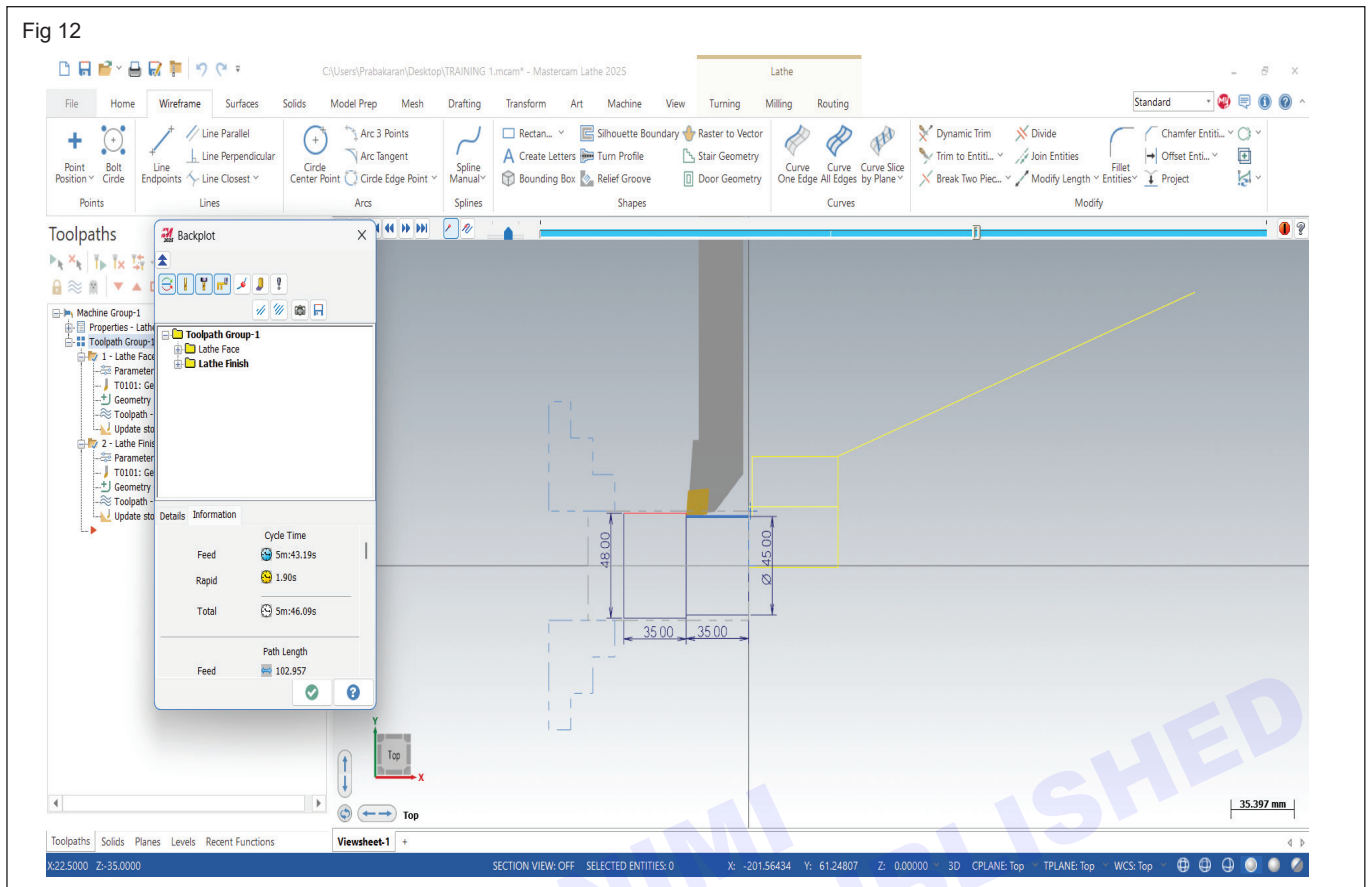 Fig 12
C:\Users\Prabakaran\Desktop\TRAINING 1.mcam* - Mastercam Lathe 2025
Lathe
File Home Wireframe Surfaces Solids Model Prep Mesh Drafting Transform Art Machine View Turning Milling Routing
Standard
Point Position
Bolt Circle
Line Endpoints
Line Parallel
Line Perpendicular
Line Closest
Circle Center Point
Arc 3 Points
Arc Tangent
Circle Edge Point
Spline Manual
Rectan...
Create Letters
Bounding Box
Silhouette Boundary
Turn Profile
Relief Groove
Raster to Vector
Stair Geometry
Door Geometry
Curve One Edge
Curve All Edges
Curve Slice by Plane
Dynamic Trim
Trim to Entiti...
Break Two Piec...
Divide
Join Entities
Modify Length
Fillet Entities
Chamfer Entiti...
Offset Enti...
Project
Points Lines Arcs Splines Shapes Curves Modify
Toolpaths
Machine Group-1
Properties - Lathe
Toolpath Group-1
1 - Lathe Face
Parameter
T0101: Ge
Geometry
Toolpath -
Update sto
2 - Lathe Finis
Parameter
T0101: Ge
Geometry
Toolpath -
Update sto
Backplot
Toolpath Group-1
Lathe Face
Lathe Finish
Details Information
Cycle Time
Feed 5m:43.19s
Rapid 1.90s
Total 5m:46.09s
Path Length
Feed 102.957
48.00
Ø 45.00
35.00 35.00
Y
Top
X
Top
35.397 mm
Toolpaths Solids Planes Levels Recent Functions
Viewsheet-1 +
X:22.5000 Z:-35.0000 SECTION VIEW: OFF SELECTED ENTITIES: 0 X: -201.56434 Y: 61.24807 Z: 0.00000 3D CPLANE: Top TPLANE: Top WCS: Top